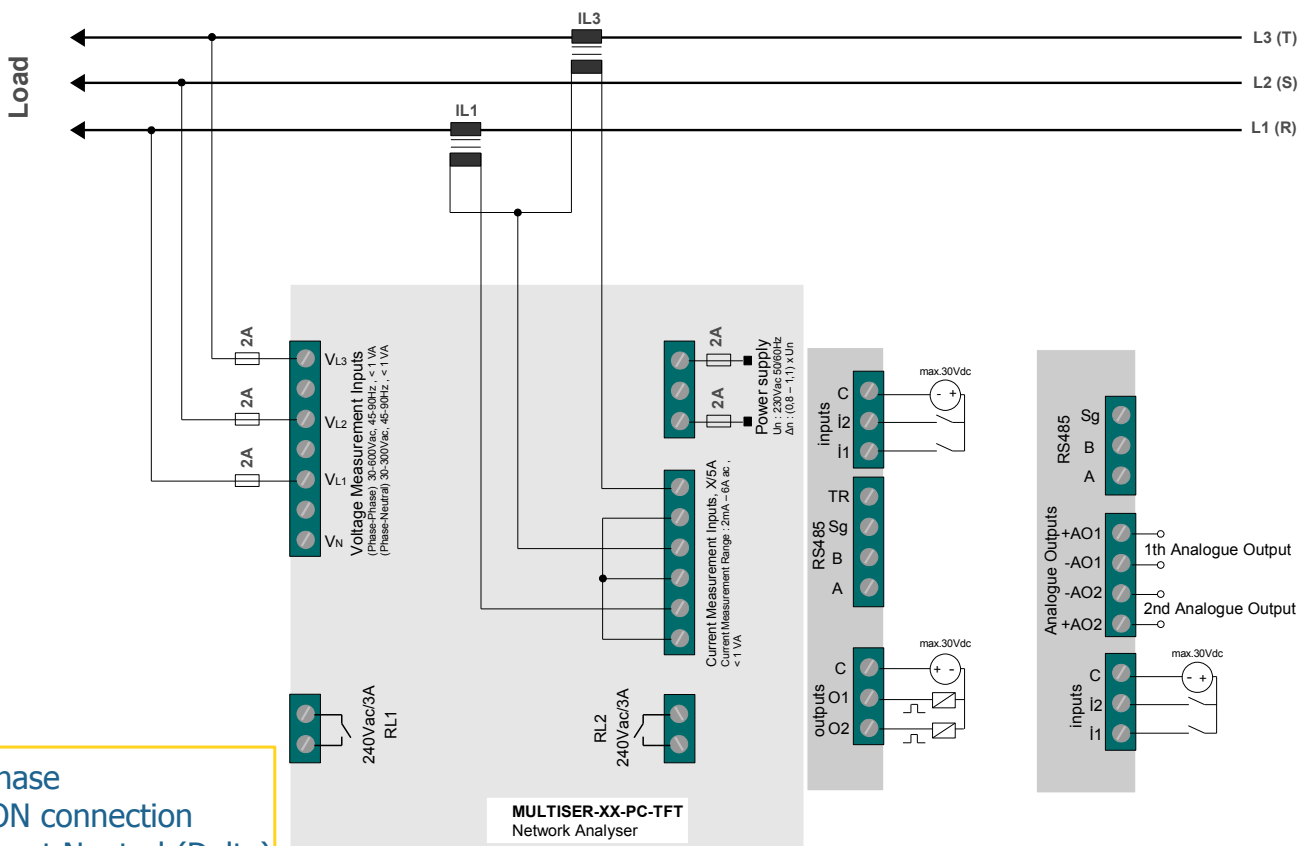 IL3
L3 (T)
Load
L2 (S)
IL1
L1 (R)
2A
2A
2A
VL3
VL2
VL1
VN
Voltage Measurement Inputs
(Phase-Phase) 30-600Vac, 45-90Hz , < 1 VA
(Phase-Neutral) 30-300Vac, 45-90Hz , < 1 VA
2A
2A
Power supply
Un : 230Vac 50/60Hz
Δn : (0,8 – 1,1) x Un
Current Measurement Inputs, X/5A
Current Measurement Range : 2mA – 6A ac ,
< 1 VA
240Vac/3A
RL1
RL2
240Vac/3A
MULTISER-XX-PC-TFT
Network Analyser
max.30Vdc
- +
inputs
C
İ2
İ1
RS485
TR
Sg
B
A
max.30Vdc
+ -
outputs
C
O1
O2
RS485
Sg
B
A
Analogue Outputs
+AO1
-AO1
-AO2
+AO2
1th Analogue Output
2nd Analogue Output
max.30Vdc
- +
inputs
C
İ2
İ1
ON connection